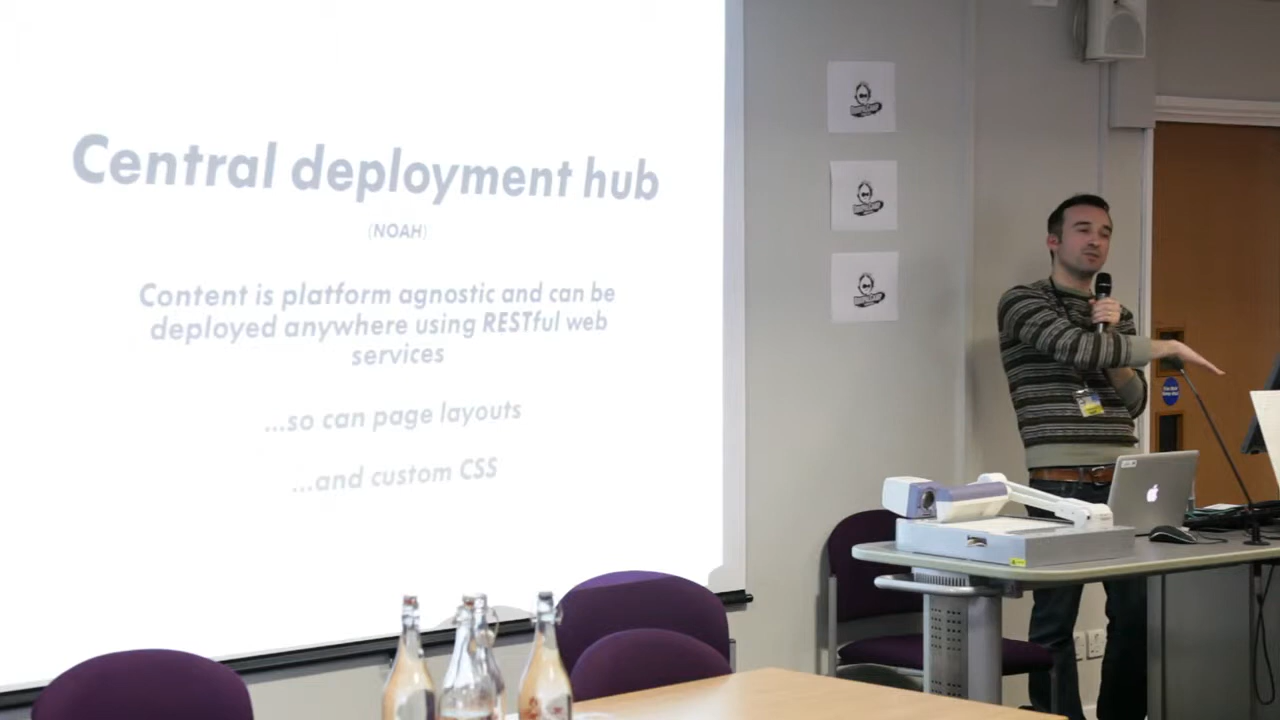 Central deployment hub
(NOAH)
Content is platform agnostic and can be
deployed anywhere using RESTful web
services
...so can page layouts
...and custom CSS